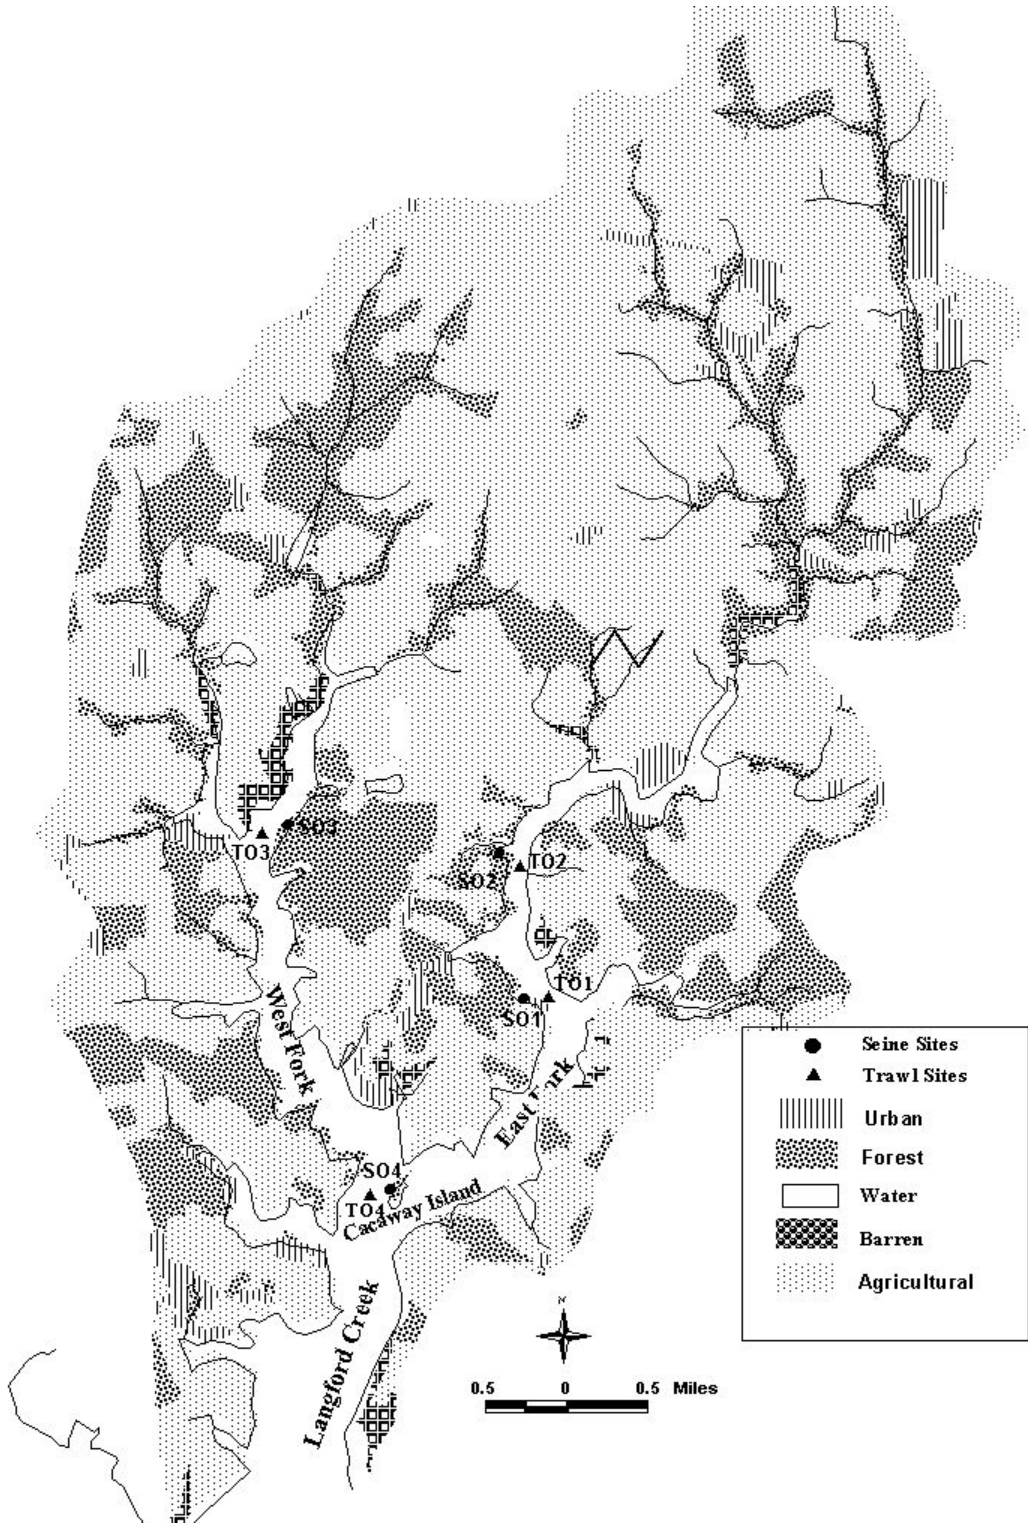 SO3
TO3
TO2
SO2
TO1
SO1
West Fork
East Fork
SO4
TO4
Cacaway Island
Langford Creek
Seine Sites
Trawl Sites
Urban
Forest
Water
Barren
Agricultural
N
0.5 0 0.5 Miles